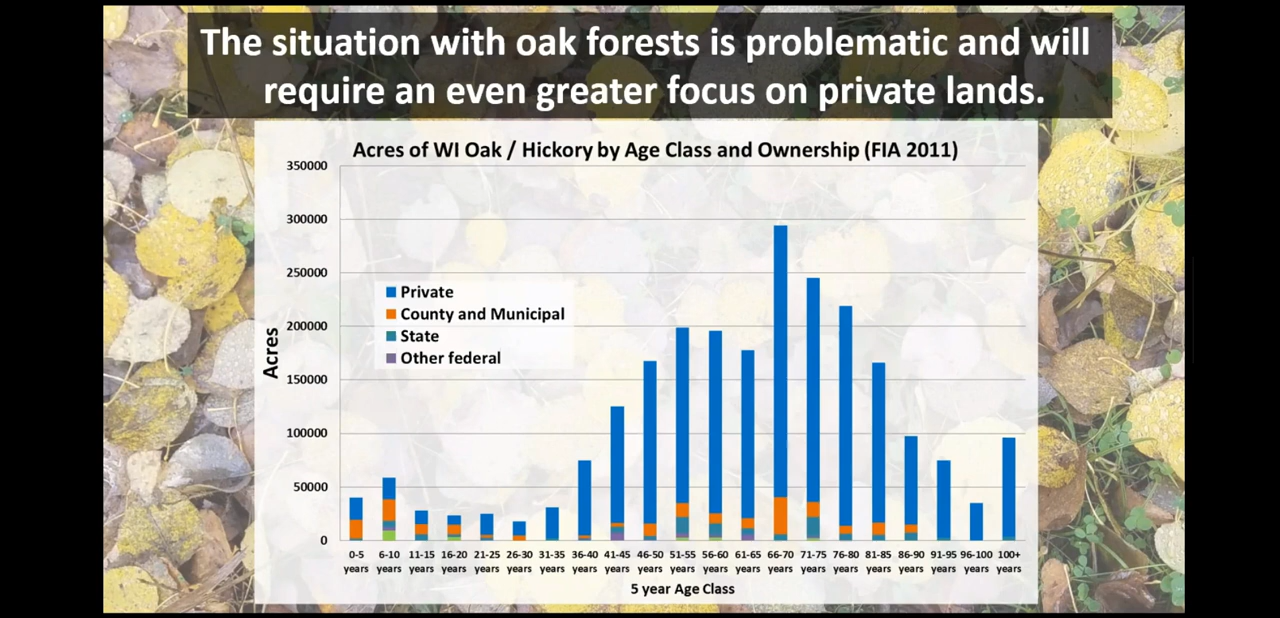 The situation with oak forests is problematic and will
require an even greater focus on private lands.
Acres of WI Oak / Hickory by Age Class and Ownership (FIA 2011)
350000
300000
250000
200000
150000
100000
50000
0
Acres
Private
County and Municipal
State
Other federal
0-5 6-10 11-15 16-20 21-25 26-30 31-35 36-40 41-45 46-50 51-55 56-60 61-65 66-70 71-75 76-80 81-85 86-90 91-95 96-100 100+
years years years years years years years years years years years years years years years years years years years years years
5 year Age Class